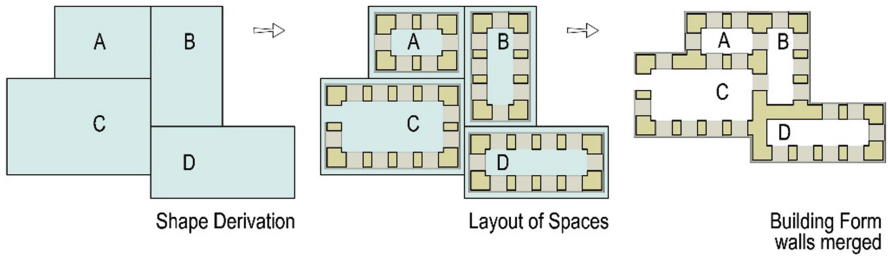 A
B
C
D
Shape Derivation
A
B
C
D
Layout of Spaces
A
B
C
D
Building Form
walls merged